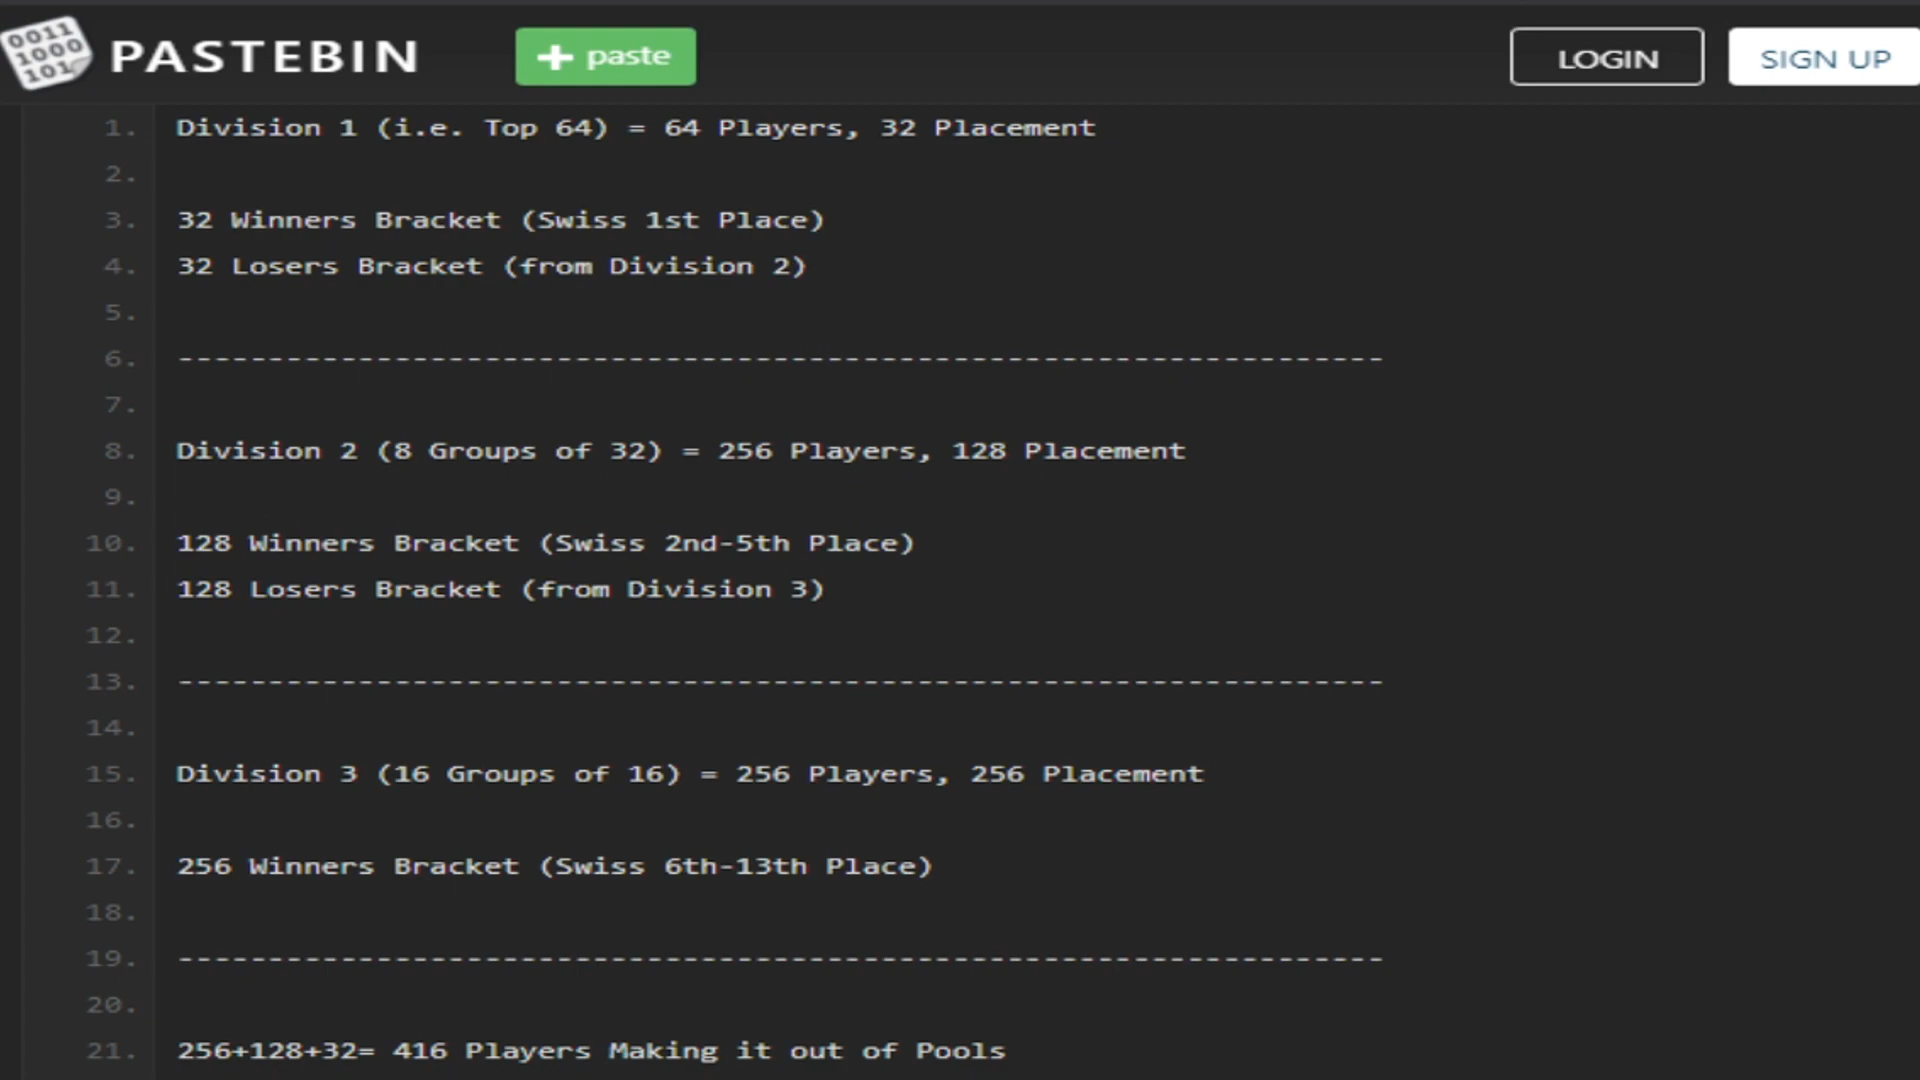 0011
1000
101
PASTEBIN
+ paste
LOGIN
SIGN UP
1. Division 1 (i.e. Top 64) = 64 Players, 32 Placement
2.
3. 32 Winners Bracket (Swiss 1st Place)
4. 32 Losers Bracket (from Division 2)
5.
6. -------------------------------------------------------------------
7.
8. Division 2 (8 Groups of 32) = 256 Players, 128 Placement
9.
10. 128 Winners Bracket (Swiss 2nd-5th Place)
11. 128 Losers Bracket (from Division 3)
12.
13. -------------------------------------------------------------------
14.
15. Division 3 (16 Groups of 16) = 256 Players, 256 Placement
16.
17. 256 Winners Bracket (Swiss 6th-13th Place)
18.
19. -------------------------------------------------------------------
20.
21. 256+128+32= 416 Players Making it out of Pools